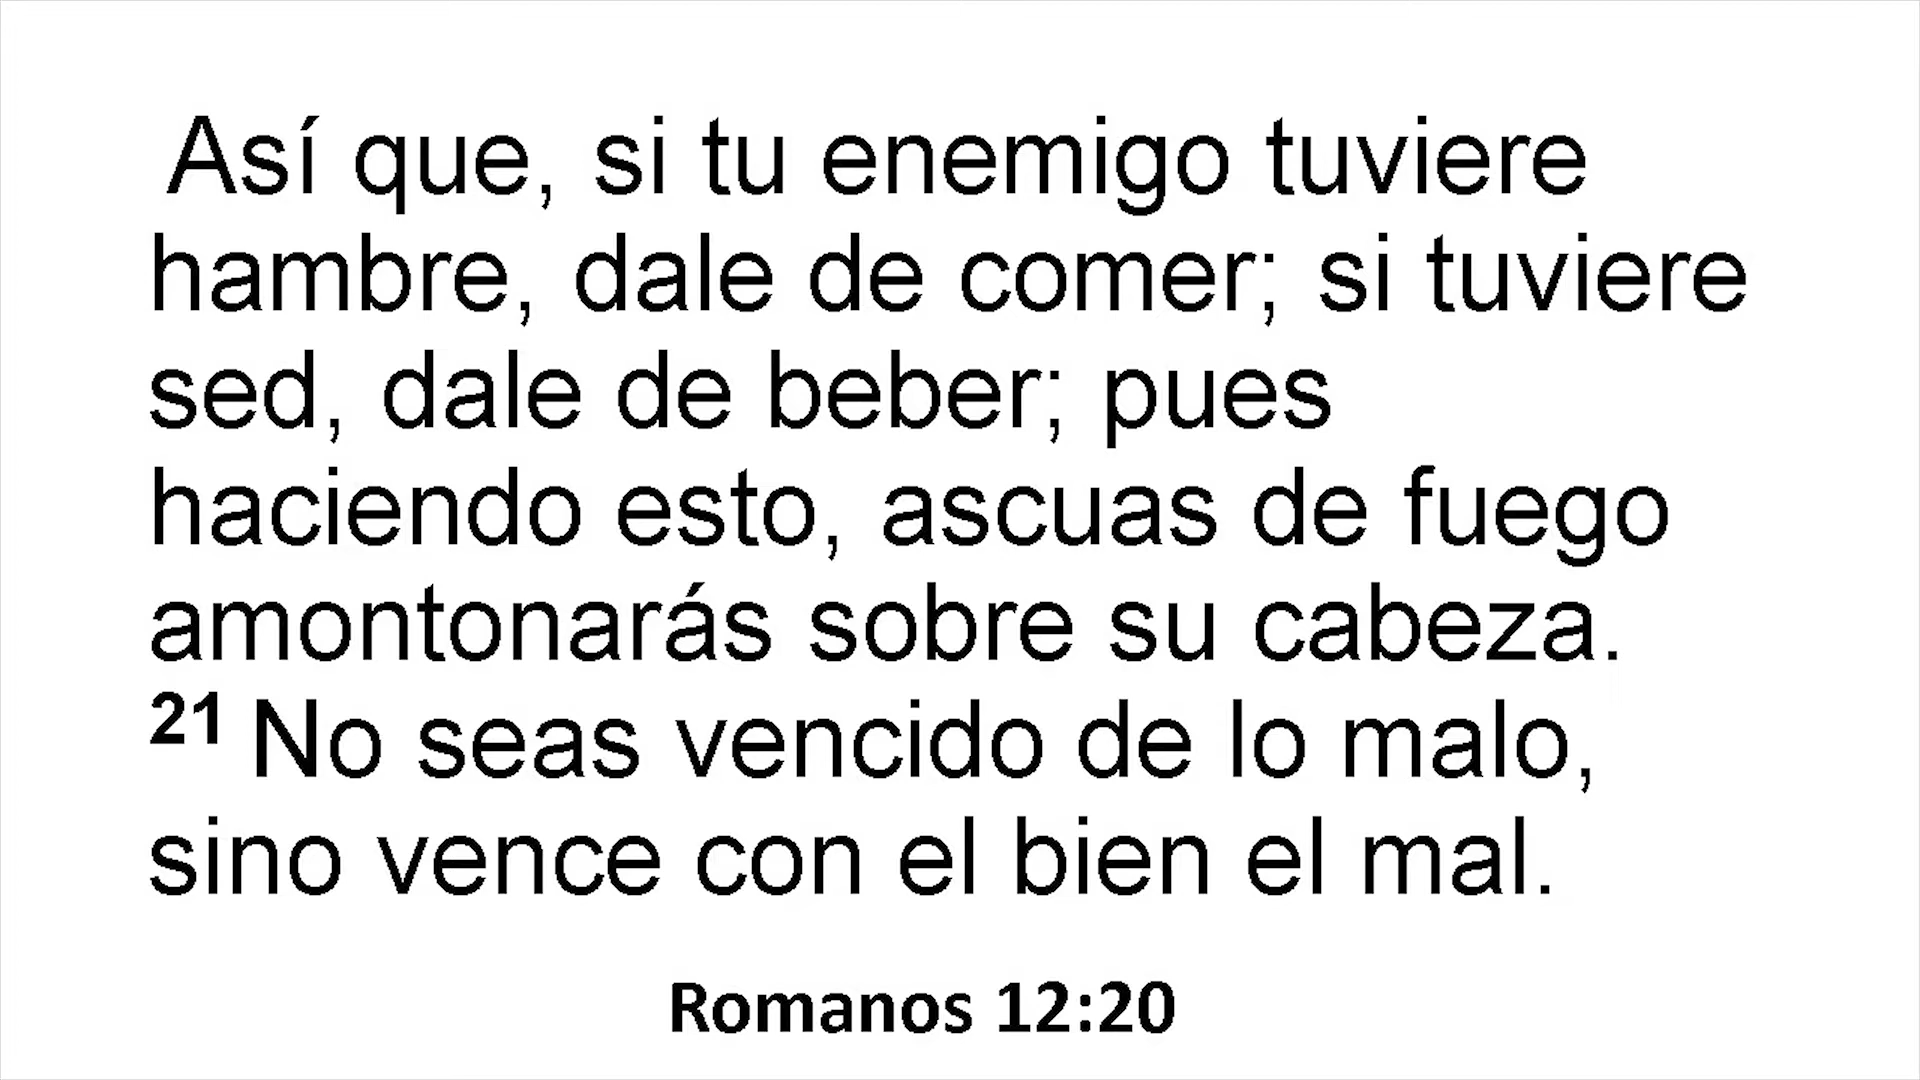 Así que, si tu enemigo tuviere
hambre, dale de comer; si tuviere
sed, dale de beber; pues
haciendo esto, ascuas de fuego
amontonarás sobre su cabeza.
21 No seas vencido de lo malo,
sino vence con el bien el mal.
Romanos 12:20